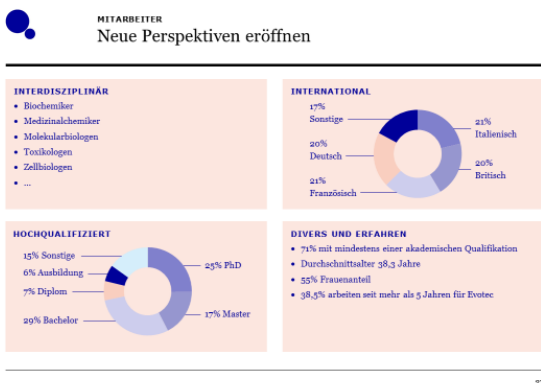 MITARBEITER
Neue Perspektiven eröffnen
INTERDISZIPLINÄR
• Biochemiker
• Medizinalchemiker
• Molekularbiologen
• Toxikologen
• Zellbiologen
• ...
INTERNATIONAL
17%
Sonstige
20%
Deutsch
21%
Französisch
21%
Italienisch
20%
Britisch
HOCHQUALIFIZIERT
15% Sonstige
6% Ausbildung
7% Diplom
29% Bachelor
25% PhD
17% Master
DIVERS UND ERFAHREN
• 71% mit mindestens einer akademischen Qualifikation
• Durchschnittsalter 38,3 Jahre
• 55% Frauenanteil
• 38,5% arbeiten seit mehr als 5 Jahren für Evotec